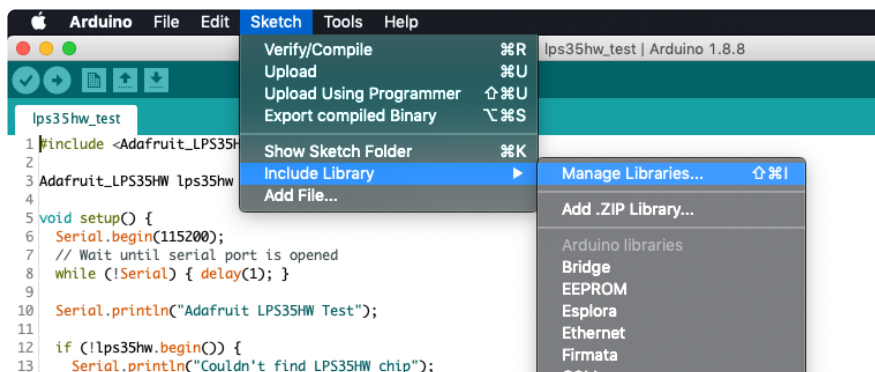 Arduino File Edit Sketch Tools Help
lps35hw_test | Arduino 1.8.8
Verify/Compile ⌘R
Upload ⌘U
Upload Using Programmer ⇧⌘U
Export compiled Binary ⌥⌘S
Show Sketch Folder ⌘K
Include Library ▶
Add File...
Manage Libraries... ⇧⌘I
Add .ZIP Library...
Arduino libraries
Bridge
EEPROM
Esplora
Ethernet
Firmata
lps35hw_test
1 #include <Adafruit_LPS35H
2
3 Adafruit_LPS35HW lps35hw
4
5 void setup() {
6 Serial.begin(115200);
7 // Wait until serial port is opened
8 while (!Serial) { delay(1); }
9
10 Serial.println("Adafruit LPS35HW Test");
11
12 if (!lps35hw.begin()) {
13 Serial.println("Couldn't find LPS35HW chip");